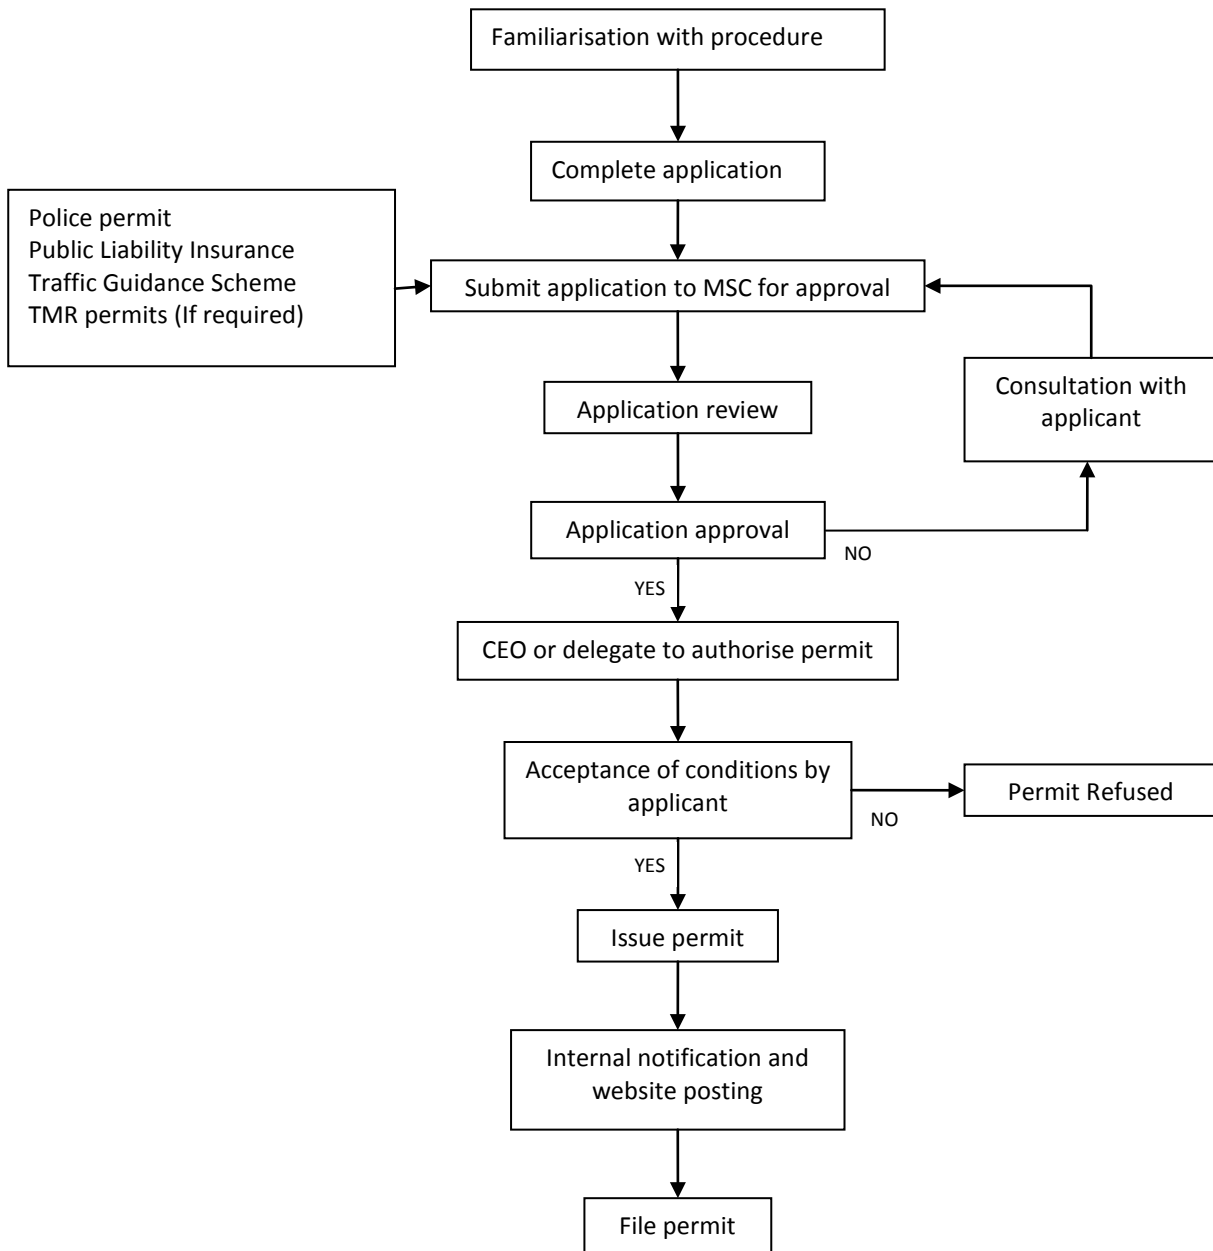 Familiarisation with procedure
Complete application
Police permit
Public Liability Insurance
Traffic Guidance Scheme
TMR permits (If required)
Submit application to MSC for approval
Consultation with
applicant
Application review
Application approval
NO
YES
CEO or delegate to authorise permit
Acceptance of conditions by
applicant
Permit Refused
NO
YES
Issue permit
Internal notification and
website posting
File permit